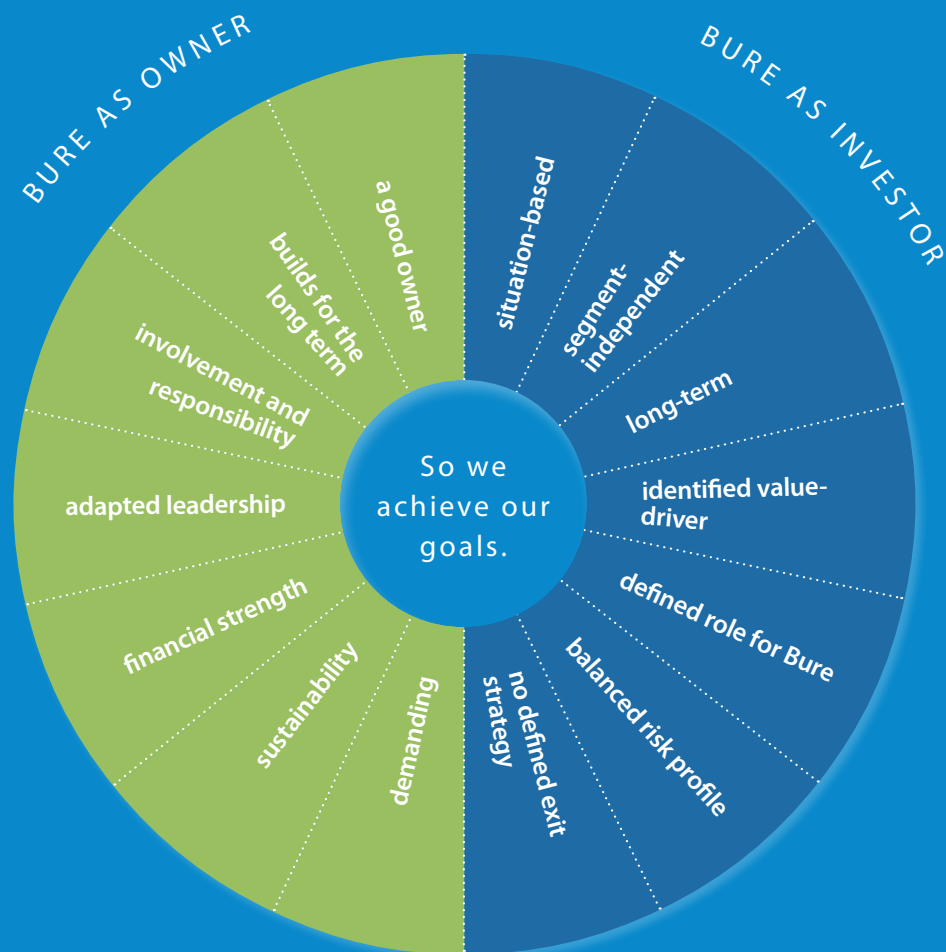 BURE AS OWNER
BURE AS INVESTOR
a good owner
builds for the
long term
involvement and
responsibility
adapted leadership
financial strength
sustainability
demanding
situation-based
segment-
independent
long-term
identified value-
driver
defined role for Bure
balanced risk profile
no defined exit
strategy
So we
achieve our
goals.